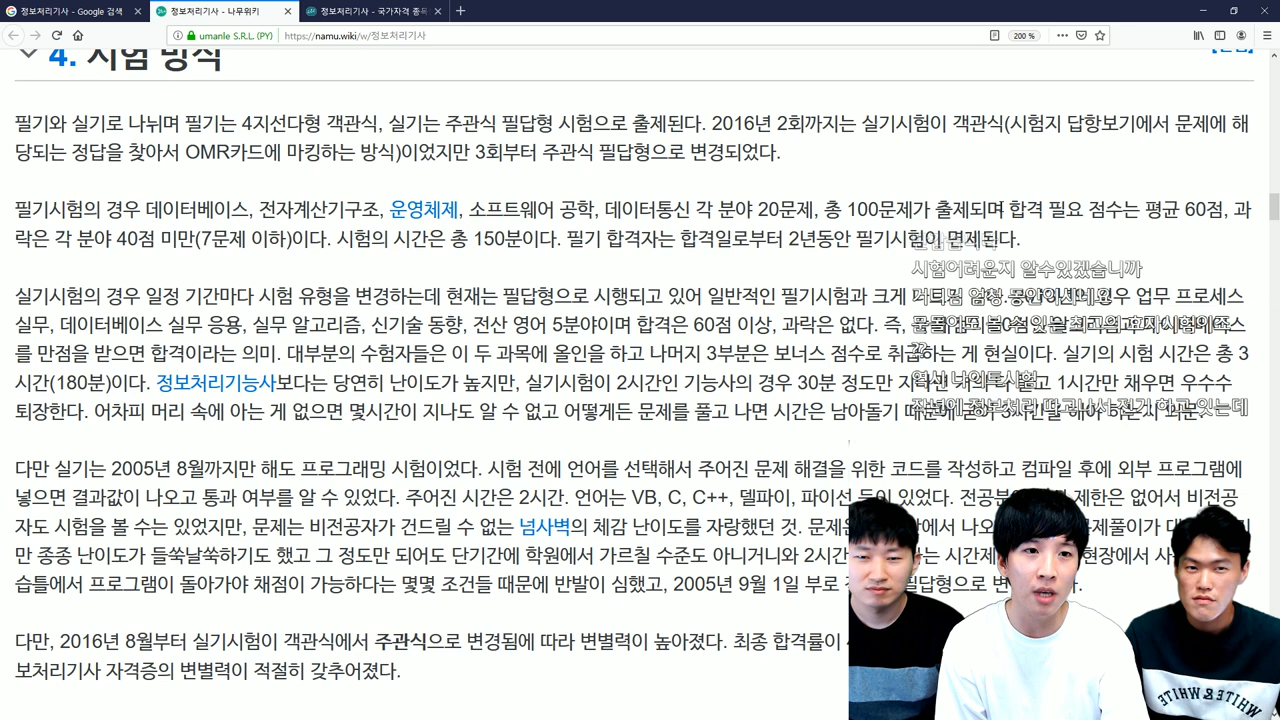 정보처리기사 - Google 검색
정보처리기사 - 나무위키
정보처리기사 - 국가자격 종목
umanle S.R.L. (PY)
https://namu.wiki/w/정보처리기사
200 %
4. 시험 방식
필기와 실기로 나뉘며 필기는 4지선다형 객관식, 실기는 주관식 필답형 시험으로 출제된다. 2016년 2회까지는 실기시험이 객관식(시험지 답항보기에서 문제에 해
당되는 정답을 찾아서 OMR카드에 마킹하는 방식)이었지만 3회부터 주관식 필답형으로 변경되었다.
필기시험의 경우 데이터베이스, 전자계산기구조, 운영체제, 소프트웨어 공학, 데이터통신 각 분야 20문제, 총 100문제가 출제되며 합격 필요 점수는 평균 60점, 과
락은 각 분야 40점 미만(7문제 이하)이다. 시험의 시간은 총 150분이다. 필기 합격자는 합격일로부터 2년동안 필기시험이 면제된다.
시험어려운지 알수있겠습니까
실기시험의 경우 일정 기간마다 시험 유형을 변경하는데 현재는 필답형으로 시행되고 있어 일반적인 필기시험과 크게 경우 업무 프로세스
실무, 데이터베이스 실무 응용, 실무 알고리즘, 신기술 동향, 전산 영어 5분야이며 합격은 60점 이상, 과락은 없다. 즉,
를 만점을 받으면 합격이라는 의미. 대부분의 수험자들은 이 두 과목에 올인을 하고 나머지 3부분은 보너스 점수로 취급하는 게 현실이다. 실기의 시험 시간은 총 3
시간(180분)이다. 정보처리기능사보다는 당연히 난이도가 높지만, 실기시험이 2시간인 기능사의 경우 30분 정도만 1시간만 채우면 우수수
퇴장한다. 어차피 머리 속에 아는 게 없으면 몇시간이 지나도 알 수 없고 어떻게든 문제를 풀고 나면 시간은 남아돌기
다만 실기는 2005년 8월까지만 해도 프로그래밍 시험이었다. 시험 전에 언어를 선택해서 주어진 문제 해결을 위한 코드를 작성하고 컴파일 후에 외부 프로그램에
넣으면 결과값이 나오고 통과 여부를 알 수 있었다. 주어진 시간은 2시간. 언어는 VB, C, C++, 델파이, 파이선 등이 있었다. 제한은 없어서 비전공
자도 시험을 볼 수는 있었지만, 문제는 비전공자가 건드릴 수 없는 넘사벽의 체감 난이도를 자랑했던 것.
만 종종 난이도가 들쑥날쑥하기도 했고 그 정도만 되어도 단기간에 학원에서 가르칠 수준도 아니거니와 2시간
습틀에서 프로그램이 돌아가야 채점이 가능하다는 몇몇 조건들 때문에 반발이 심했고, 2005년 9월 1일 부로 필답형으로
다만, 2016년 8월부터 실기시험이 객관식에서 주관식으로 변경됨에 따라 변별력이 높아졌다. 최종 합격률이
보처리기사 자격증의 변별력이 적절히 갖추어졌다.
WHITE&WHITE